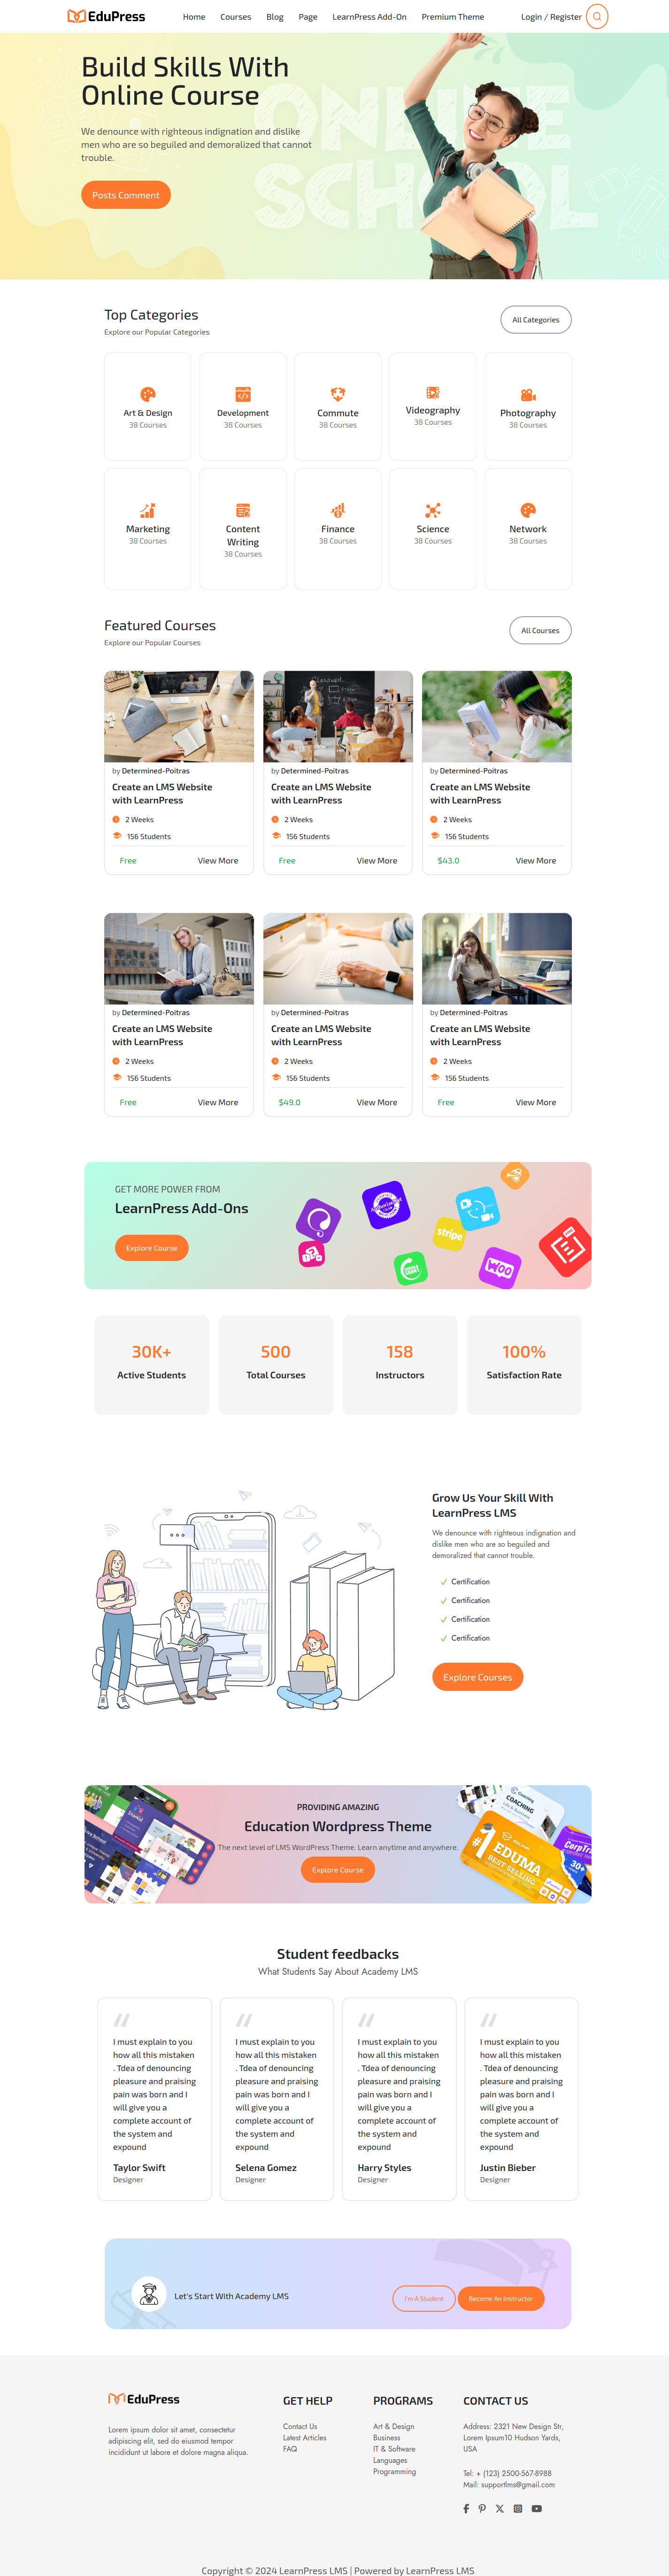 EduPress
Home Courses Blog Page LearnPress Add-On Premium Theme Login / Register
Build Skills With
Online Course
ONLINE
SCHOOL
We denounce with righteous indignation and dislike
men who are so beguiled and demoralized that cannot
trouble.
Posts Comment
Top Categories
Explore our Popular Categories
All Categories
Art & Design
38 Courses
Development
38 Courses
Commute
38 Courses
Videography
38 Courses
Photography
38 Courses
Marketing
38 Courses
Content
Writing
38 Courses
Finance
38 Courses
Science
38 Courses
Network
38 Courses
Featured Courses
Explore our Popular Courses
All Courses
by Determined-Poitras
Create an LMS Website
with LearnPress
2 Weeks
156 Students
Free View More
by Determined-Poitras
Create an LMS Website
with LearnPress
2 Weeks
156 Students
Free View More
by Determined-Poitras
Create an LMS Website
with LearnPress
2 Weeks
156 Students
$43.0 View More
by Determined-Poitras
Create an LMS Website
with LearnPress
2 Weeks
156 Students
Free View More
by Determined-Poitras
Create an LMS Website
with LearnPress
2 Weeks
156 Students
$49.0 View More
by Determined-Poitras
Create an LMS Website
with LearnPress
2 Weeks
156 Students
Free View More
GET MORE POWER FROM
LearnPress Add-Ons
Explore Course
stripe
WOO
30K+
Active Students
500
Total Courses
158
Instructors
100%
Satisfaction Rate
Grow Us Your Skill With
LearnPress LMS
We denounce with righteous indignation and
dislike men who are so beguiled and
demoralized that cannot trouble.
Certification
Certification
Certification
Certification
Explore Courses
PROVIDING AMAZING
Education Wordpress Theme
The next level of LMS WordPress Theme. Learn anytime and anywhere.
Explore Course
Coaching
COACHING
#1
EDUMA
BEST SELLING
30+
Student feedbacks
What Students Say About Academy LMS
I must explain to you
how all this mistaken
. Tdea of denouncing
pleasure and praising
pain was born and I
will give you a
complete account of
the system and
expound
Taylor Swift
Designer
I must explain to you
how all this mistaken
. Tdea of denouncing
pleasure and praising
pain was born and I
will give you a
complete account of
the system and
expound
Selena Gomez
Designer
I must explain to you
how all this mistaken
. Tdea of denouncing
pleasure and praising
pain was born and I
will give you a
complete account of
the system and
expound
Harry Styles
Designer
I must explain to you
how all this mistaken
. Tdea of denouncing
pleasure and praising
pain was born and I
will give you a
complete account of
the system and
expound
Justin Bieber
Designer
Let's Start With Academy LMS
I'm A Student
Become An Instructor
EduPress
Lorem ipsum dolor sit amet, consectetur
adipiscing elit, sed do eiusmod tempor
incididunt ut labore et dolore magna aliqua.
GET HELP
Contact Us
Latest Articles
FAQ
PROGRAMS
Art & Design
Business
IT & Software
Languages
Programming
CONTACT US
Address: 2321 New Design Str,
Lorem Ipsum10 Hudson Yards,
USA
Tel: + (123) 2500-567-8988
Mail: supportlms@gmail.com
Copyright © 2024 LearnPress LMS | Powered by LearnPress LMS